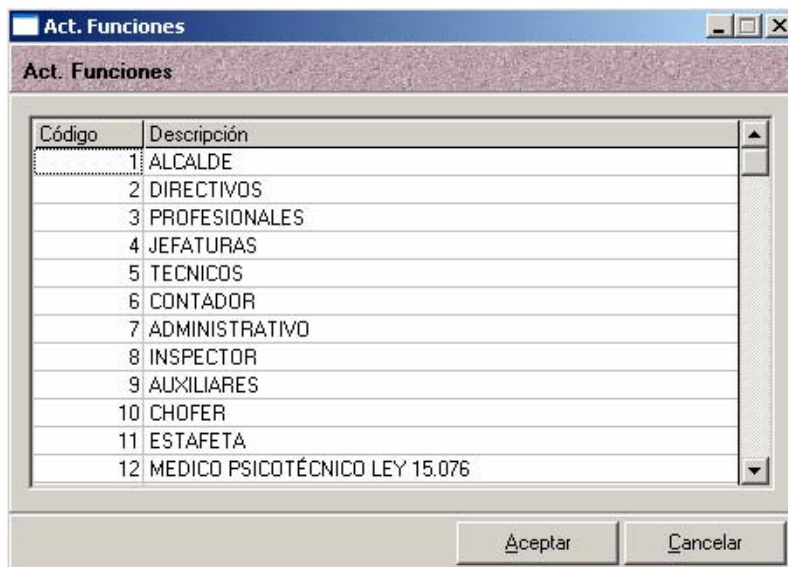 Act. Funciones
Act. Funciones
Código Descripción
1 ALCALDE
2 DIRECTIVOS
3 PROFESIONALES
4 JEFATURAS
5 TECNICOS
6 CONTADOR
7 ADMINISTRATIVO
8 INSPECTOR
9 AUXILIARES
10 CHOFER
11 ESTAFETA
12 MEDICO PSICOTÉCNICO LEY 15.076
Aceptar Cancelar